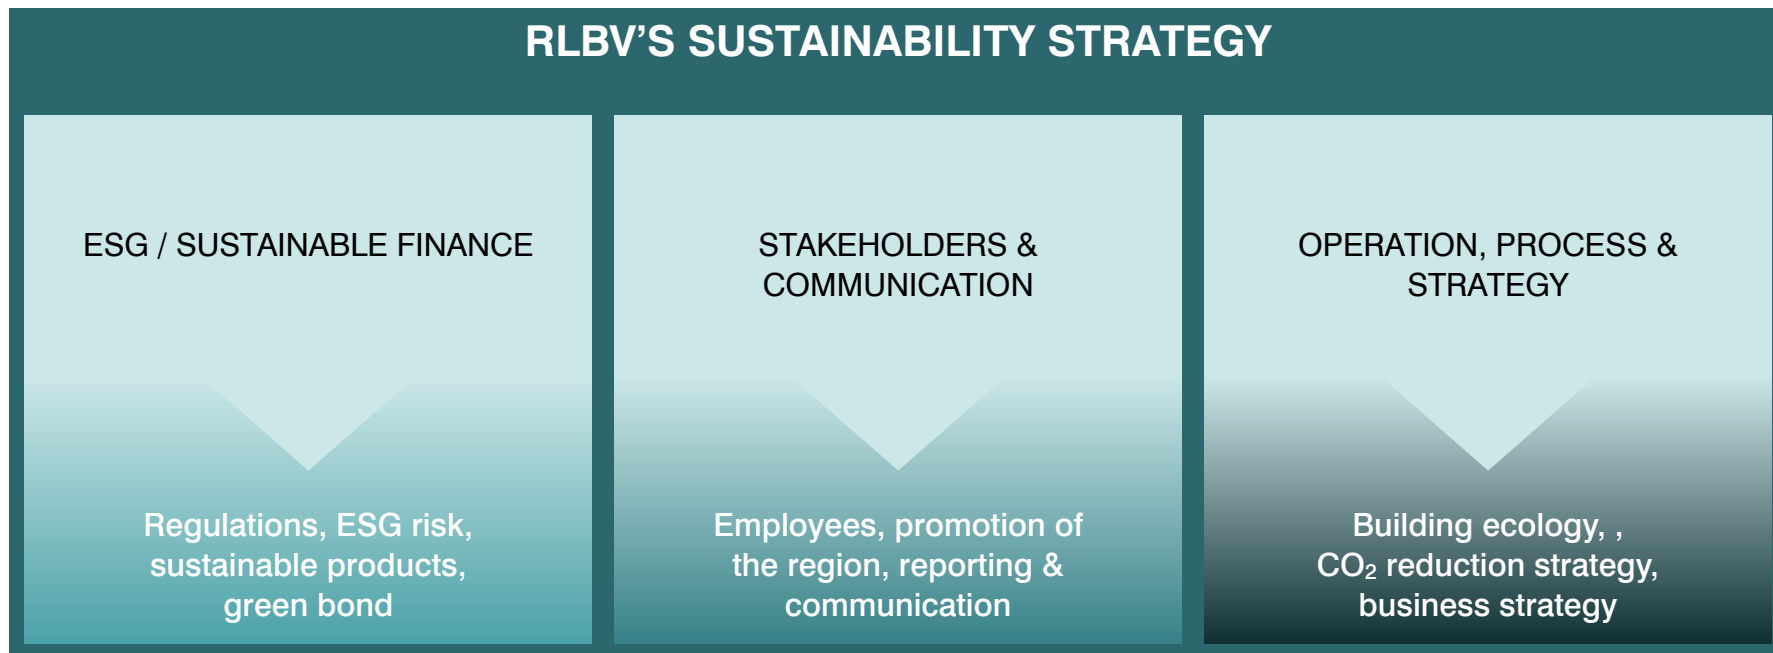 RLBV’S SUSTAINABILITY STRATEGY
ESG / SUSTAINABLE FINANCE
Regulations, ESG risk,
sustainable products,
green bond
STAKEHOLDERS &
COMMUNICATION
Employees, promotion of
the region, reporting &
communication
OPERATION, PROCESS &
STRATEGY
Building ecology, ,
CO₂ reduction strategy,
business strategy